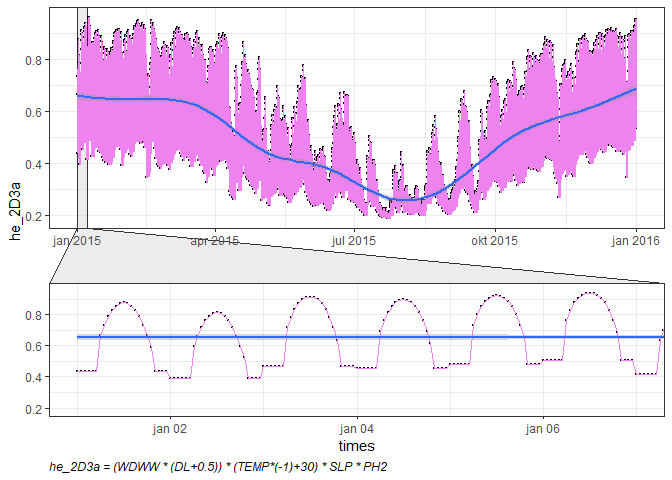 he_2D3a
0.8
0.6
0.4
0.2
jan 2015
apr 2015
jul 2015
okt 2015
jan 2016
0.8
0.6
0.4
0.2
jan 02
jan 04
jan 06
times
he_2D3a = (WDWW * (DL+0.5)) * (TEMP*(-1)+30) * SLP * PH2